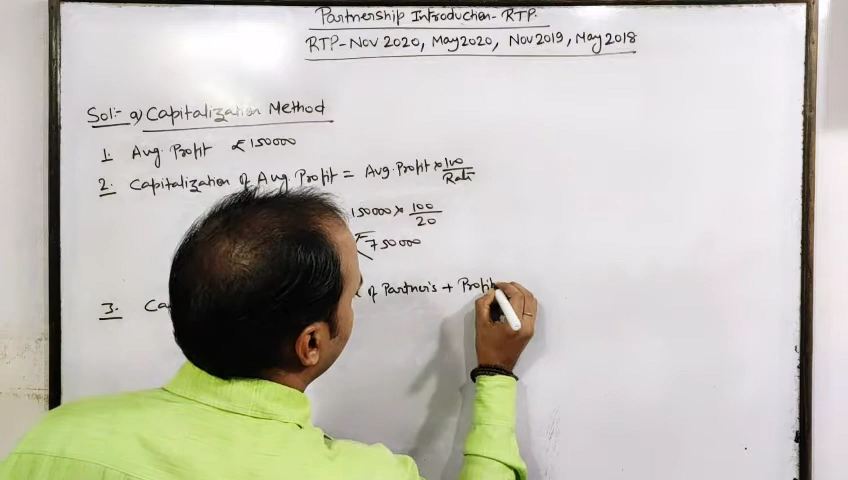 Partnership Introduction - RTP.
RTP - Nov 2020, May 2020, Nov 2019, May 2018
Sol:- a) Capitalization Method
1. Avg. Profit ₹ 150000
2. Capitalization of Avg. Profit = Avg. Profit × 100/Rate
150000 × 100/20
₹ 750000
3. Ca of Partner's + Profit